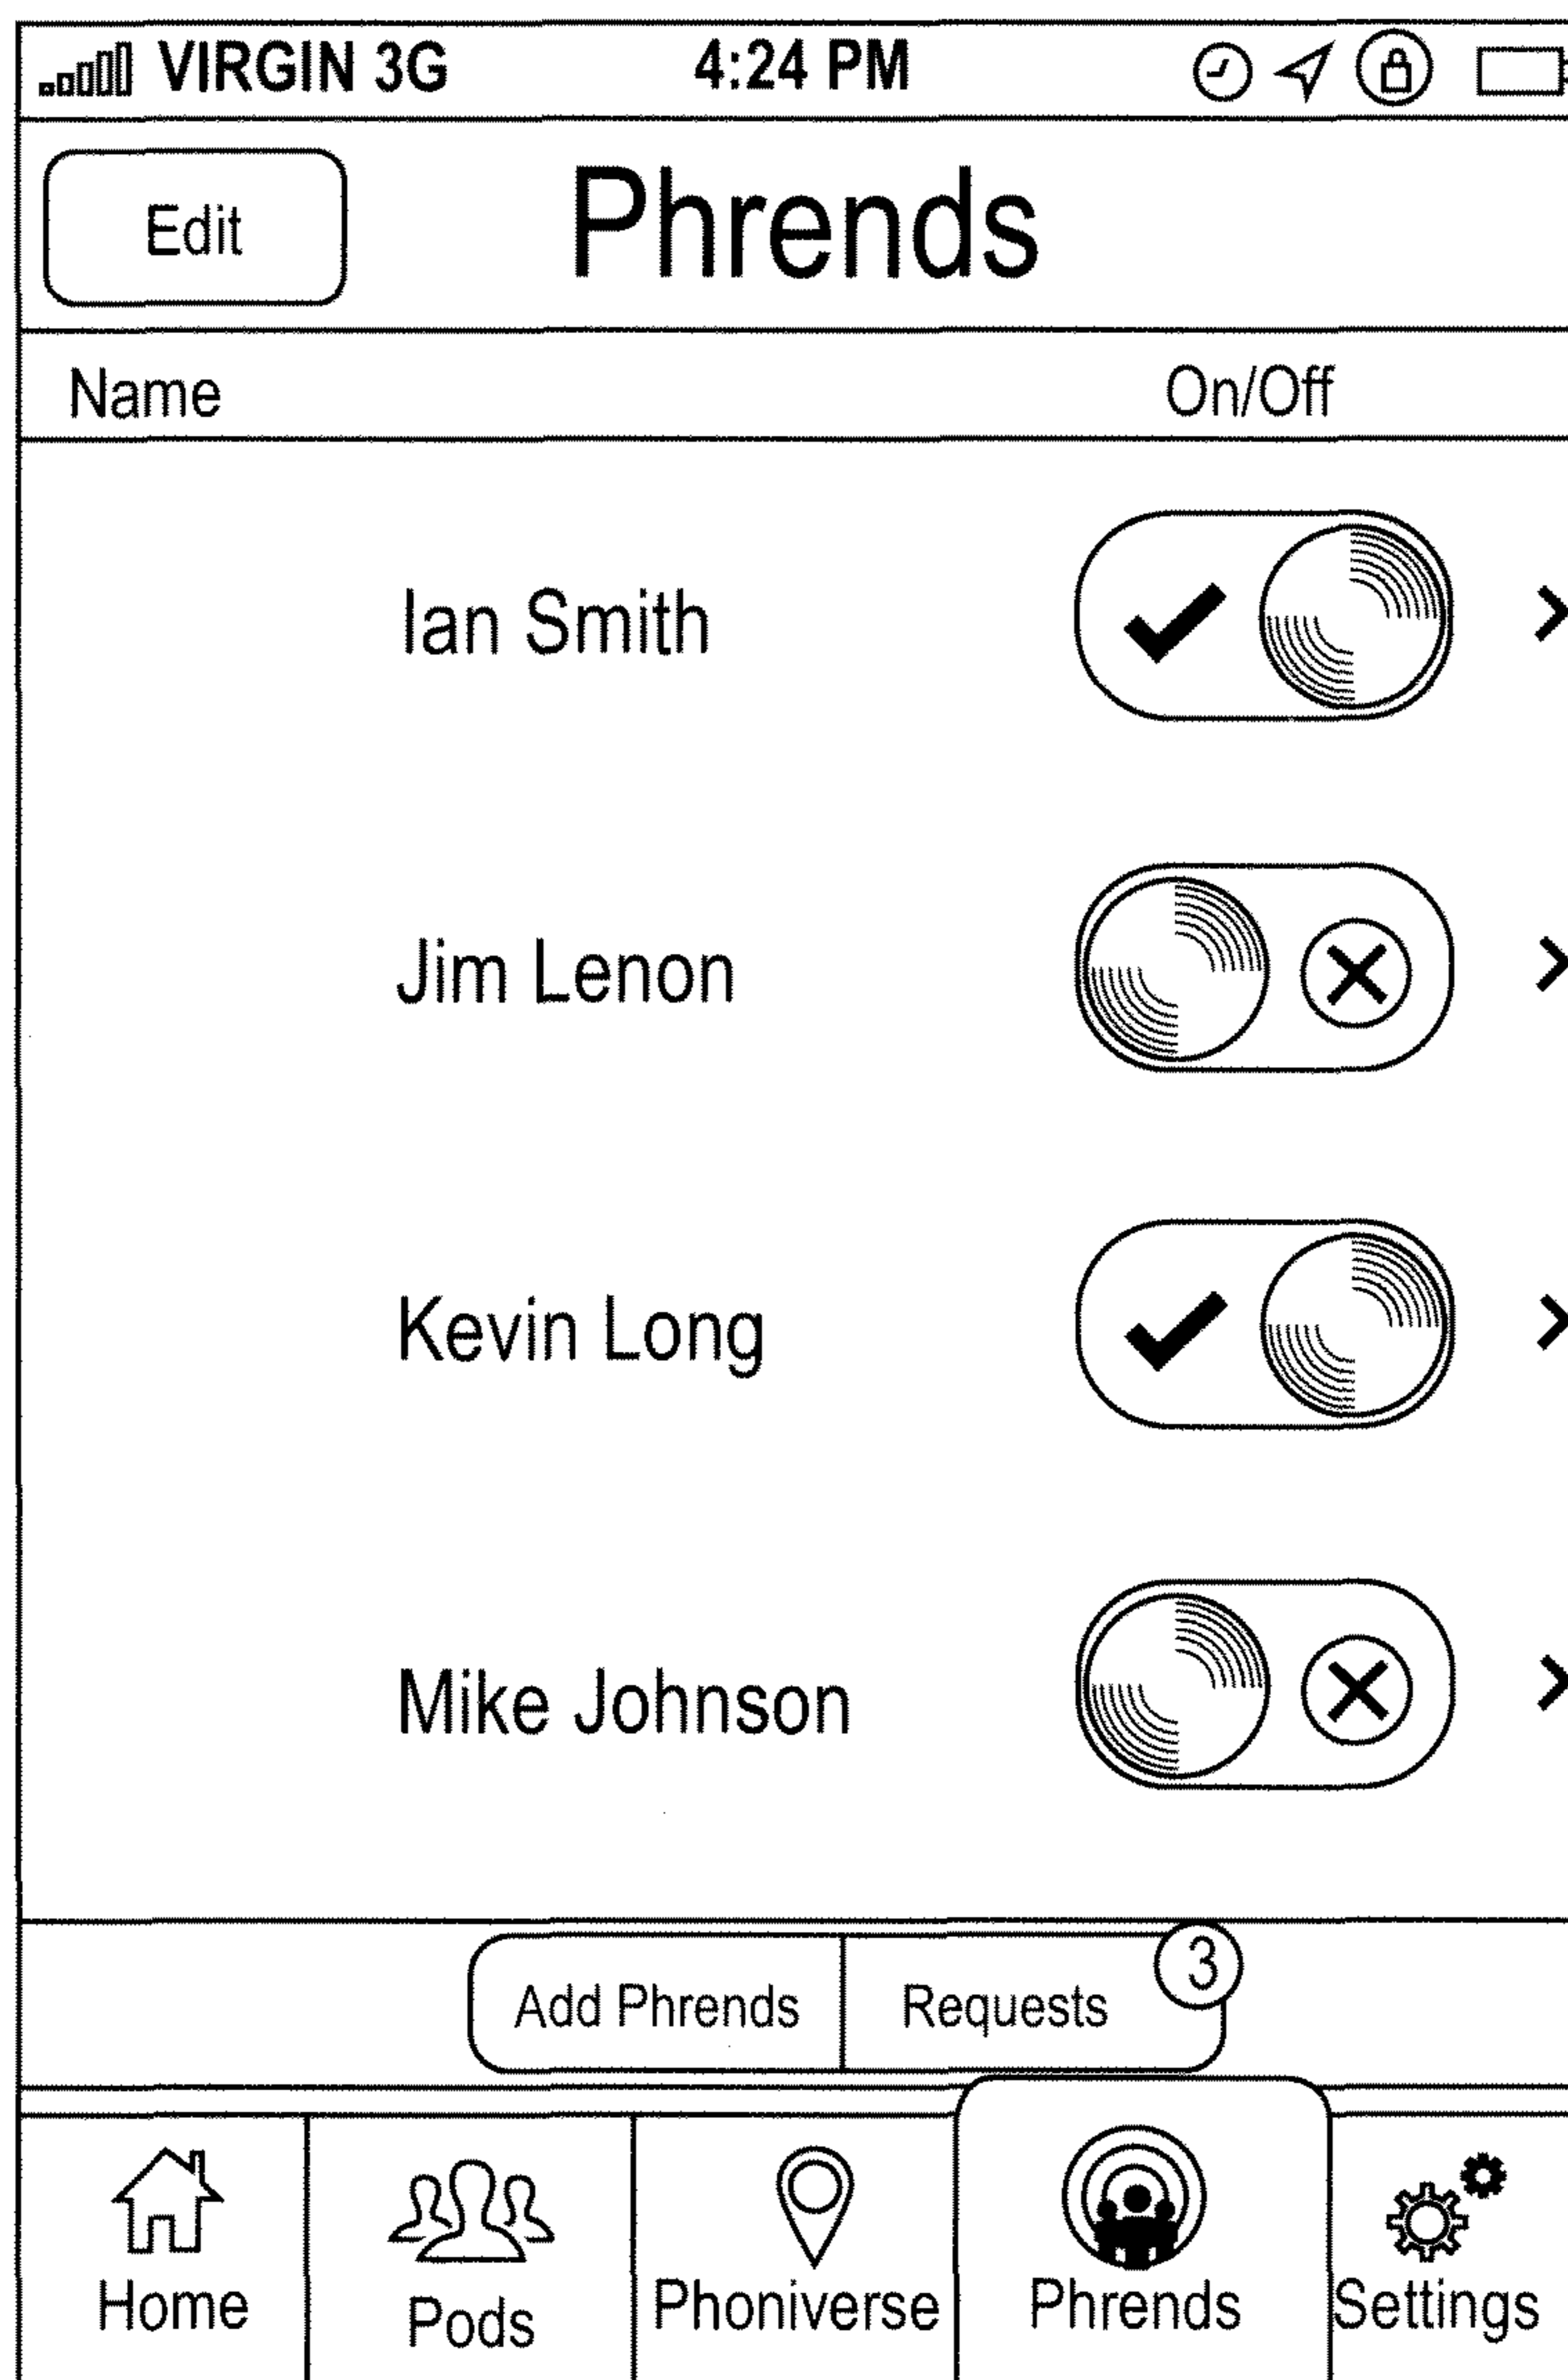 VIRGIN 3G 4:24 PM
Edit Phrends
Name On/Off
Ian Smith
Jim Lenon
Kevin Long
Mike Johnson
Add Phrends Requests 3
Home Pods Phoniverse Phrends Settings